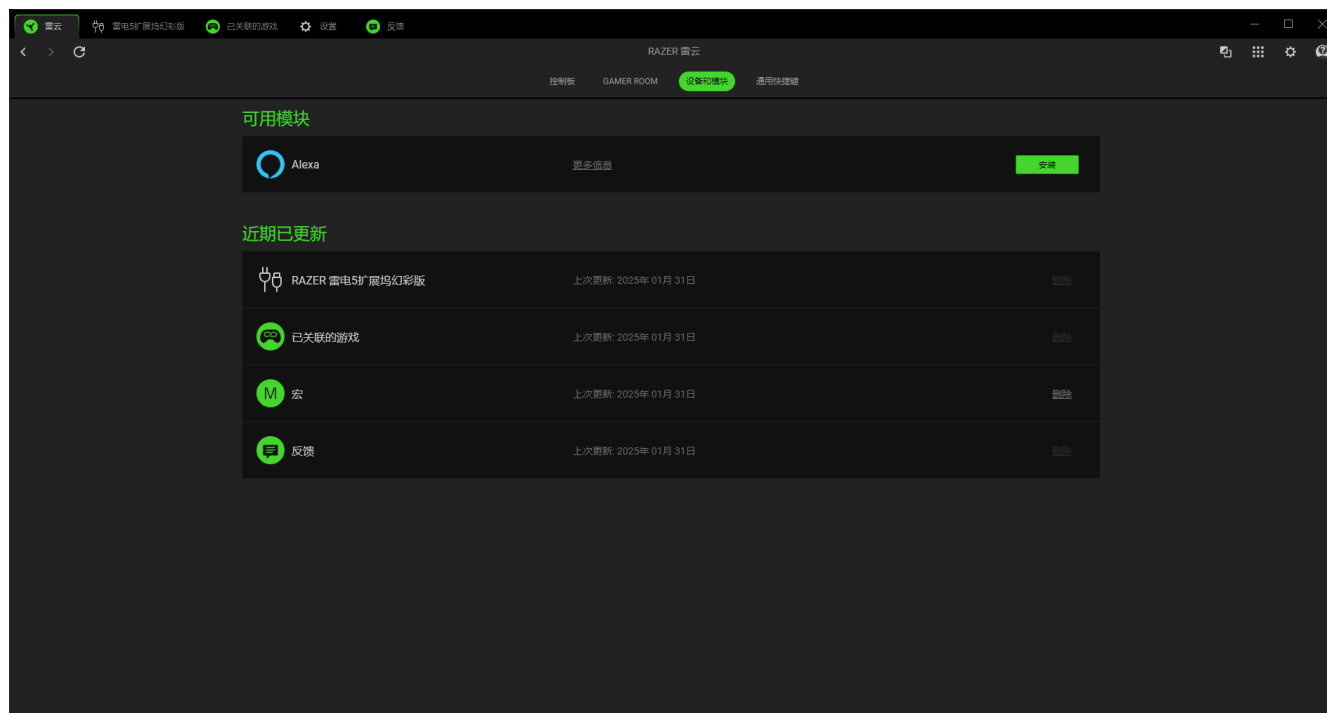 雷云 雷电5扩展坞幻彩版 已关联的游戏 设置 反馈
RAZER 雷云
控制板 GAMER ROOM 设备和模块 通用快捷键
可用模块
Alexa 更多信息 安装
近期已更新
RAZER 雷电5扩展坞幻彩版 上次更新: 2025年 01月 31日 删除
已关联的游戏 上次更新: 2025年 01月 31日 删除
M 宏 上次更新: 2025年 01月 31日 删除
反馈 上次更新: 2025年 01月 31日 删除